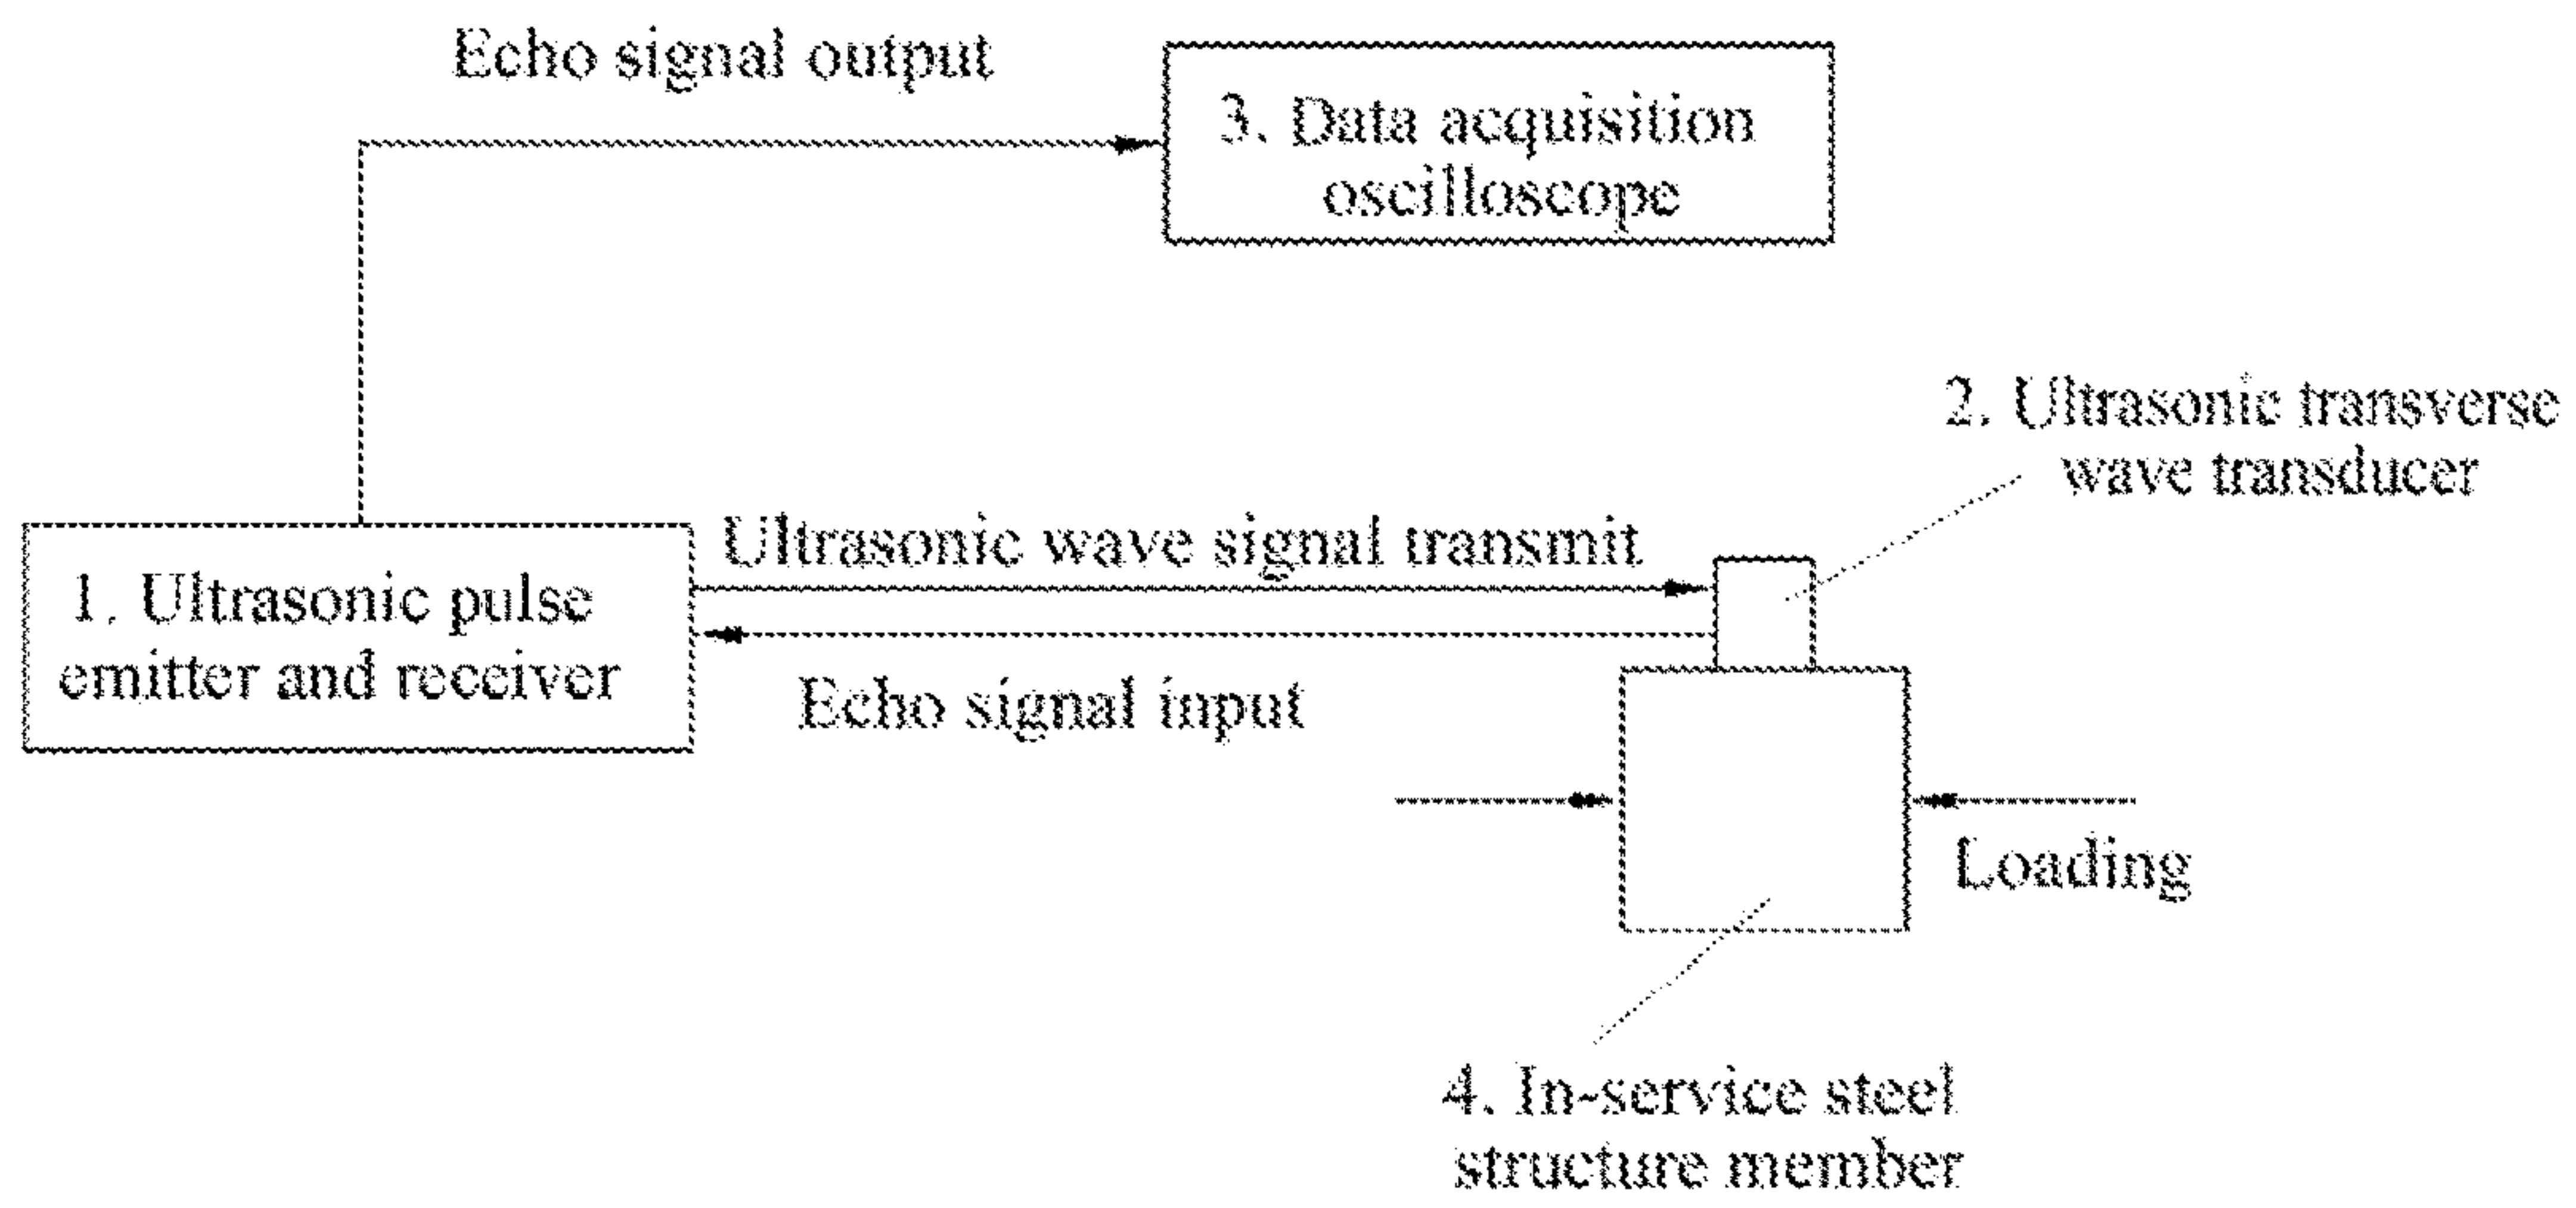 Echo signal output
3. Data acquisition
oscilloscope
2. Ultrasonic transverse
wave transducer
Ultrasonic wave signal transmit
1. Ultrasonic pulse
emitter and receiver
Echo signal input
Loading
4. In-service steel
structure member